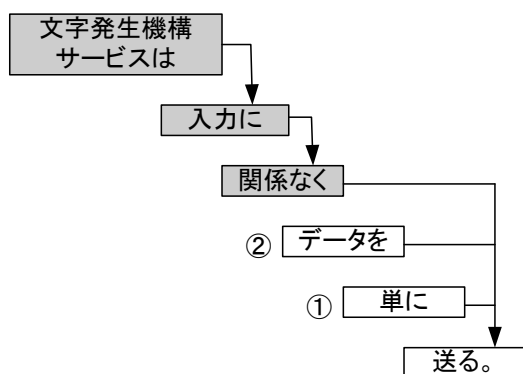 文字発生機構
サービスは
入力に
関係なく
② データを
① 単に
送る。